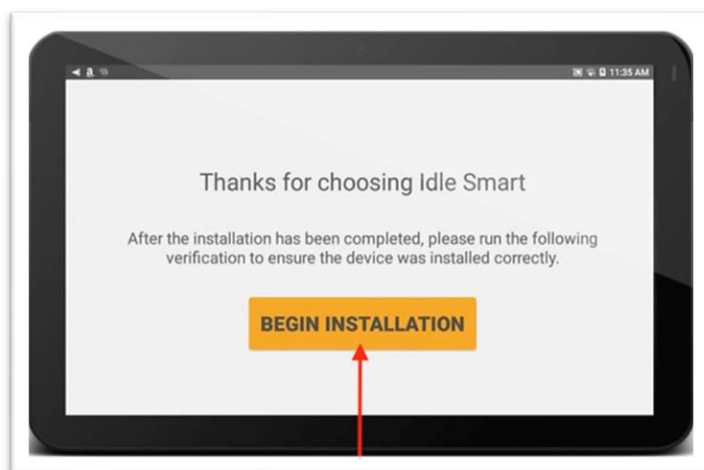 11:35 AM
Thanks for choosing Idle Smart
After the installation has been completed, please run the following
verification to ensure the device was installed correctly.
BEGIN INSTALLATION